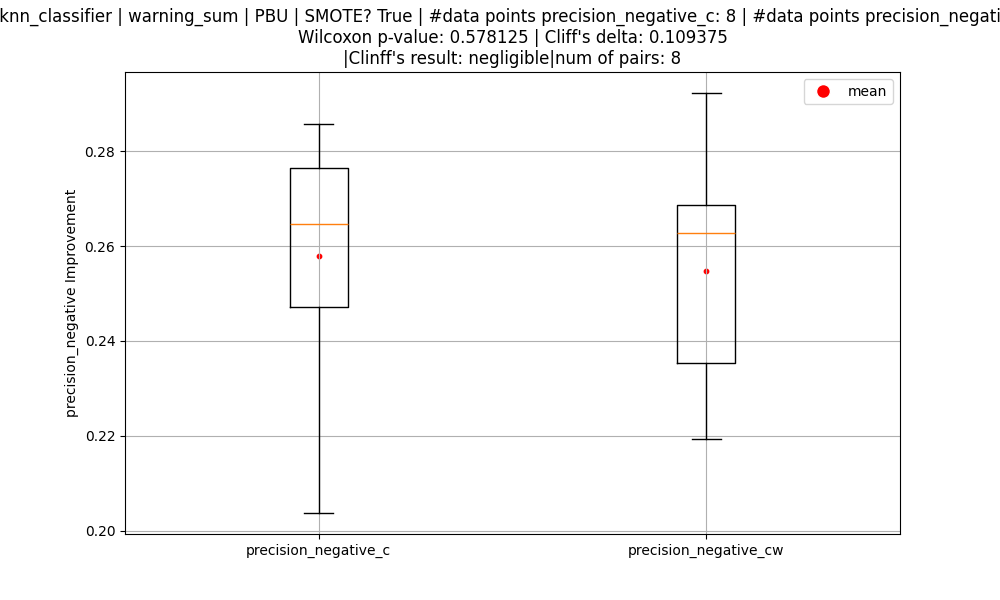 knn_classifier | warning_sum | PBU | SMOTE? True | #data points precision_negative_c: 8 | #data points
Wilcoxon p-value: 0.578125 | Cliff's delta: 0.109375
|Clinff's result: negligible|num of pairs: 8
mean
0.28
0.26
0.24
0.22
0.20
precision_negative Improvement
precision_negative_c
precision_negative_cw